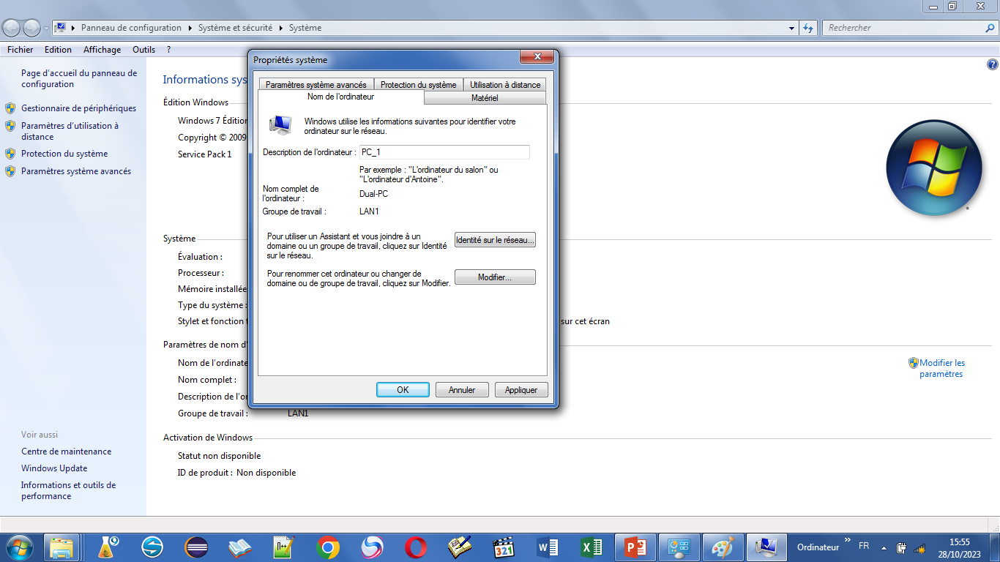 Panneau de configuration
Système et sécurité
Système
Rechercher
Fichier
Edition
Affichage
Outils
?
Page d'accueil du panneau de
configuration
Gestionnaire de périphériques
Paramètres d'utilisation à
distance
Protection du système
Paramètres système avancés
Voir aussi
Centre de maintenance
Windows Update
Informations et outils de
performance
Informations
Édition Windows
Windows 7
Copyright © 2009
Service Pack 1
Système
Évaluation :
Processeur :
Mémoire installée
Type du système :
Stylet et fonction
sur cet écran
Paramètres de nom
Nom de
Nom complet :
Description de
Groupe de travail :
LAN1
Modifier les
paramètres
Activation de Windows
Statut non disponible
ID de produit : Non disponible
Propriétés système
Paramètres système avancés
Protection du système
Utilisation à distance
Nom de l'ordinateur
Matériel
Windows utilise les informations suivantes pour identifier votre
ordinateur sur le réseau.
Description de l'ordinateur :
PC_1
Par exemple : "L'ordinateur du salon" ou
"L'ordinateur d'Antoine".
Nom complet de
l'ordinateur :
Dual-PC
Groupe de travail :
LAN1
Pour utiliser un Assistant et vous joindre à un
domaine ou un groupe de travail, cliquez sur Identité
sur le réseau.
Identité sur le réseau...
Pour renommer cet ordinateur ou changer de
domaine ou de groupe de travail, cliquez sur Modifier.
Modifier...
OK
Annuler
Appliquer
Ordinateur
FR
15:55
28/10/2023